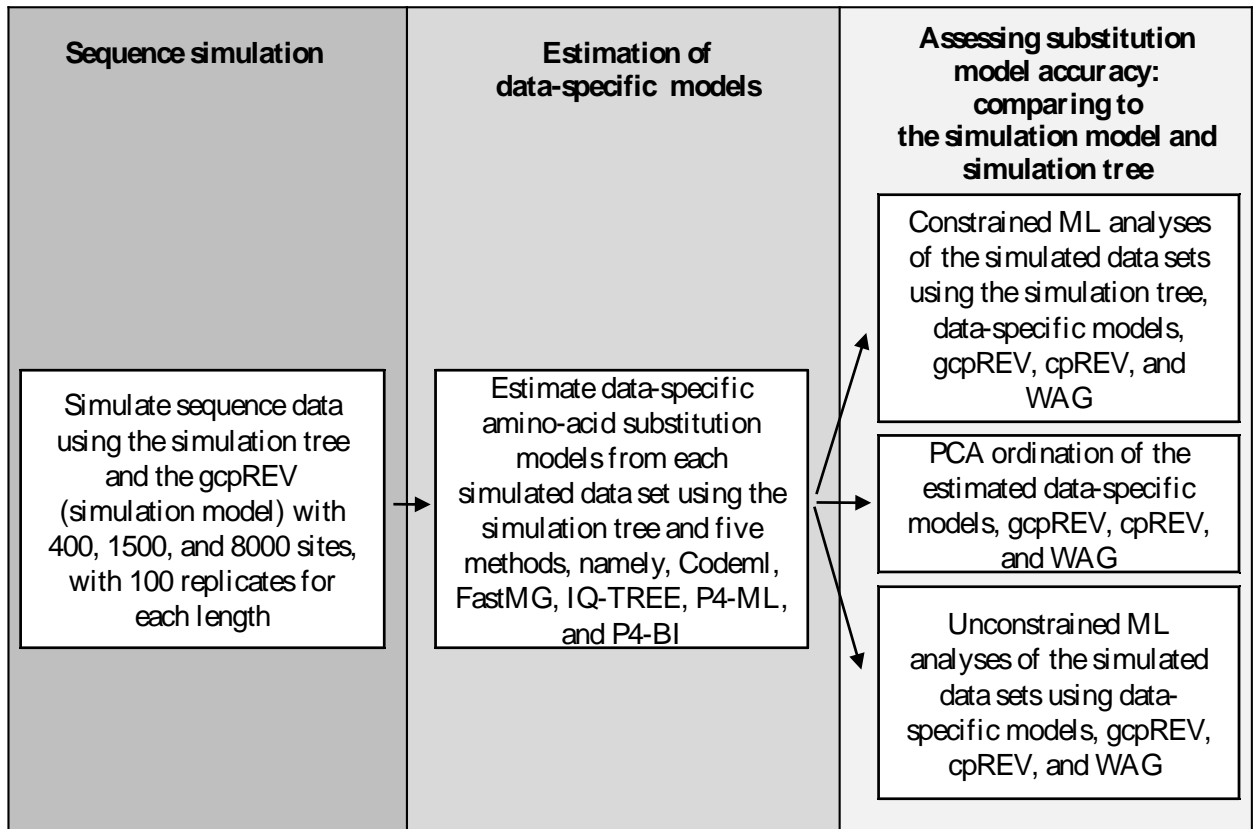 Sequence simulation
Simulate sequence data
using the simulation tree
and the gcpREV
(simulation model) with
400, 1500, and 8000 sites,
with 100 replicates for
each length
Estimation of
data-specific models
Estimate data-specific
amino-acid substitution
models from each
simulated data set using the
simulation tree and five
methods, namely, Codeml,
FastMG, IQ-TREE, P4-ML,
and P4-BI
Assessing substitution
model accuracy:
comparing to
the simulation model and
simulation tree
Constrained ML analyses
of the simulated data sets
using the simulation tree,
data-specific models,
gcpREV, cpREV, and
WAG
PCA ordination of the
estimated data-specific
models, gcpREV, cpREV,
and WAG
Unconstrained ML
analyses of the simulated
data sets using data-
specific models, gcpREV,
cpREV, and WAG